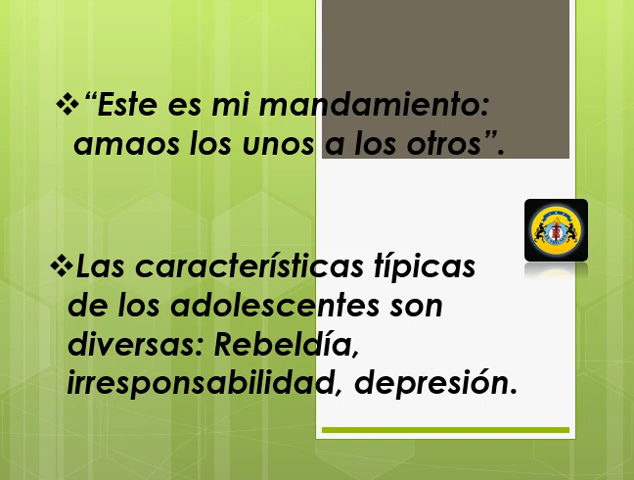 ❖“Este es mi mandamiento:
amaos los unos a los otros”.
❖Las características típicas
de los adolescentes son
diversas: Rebeldía,
irresponsabilidad, depresión.